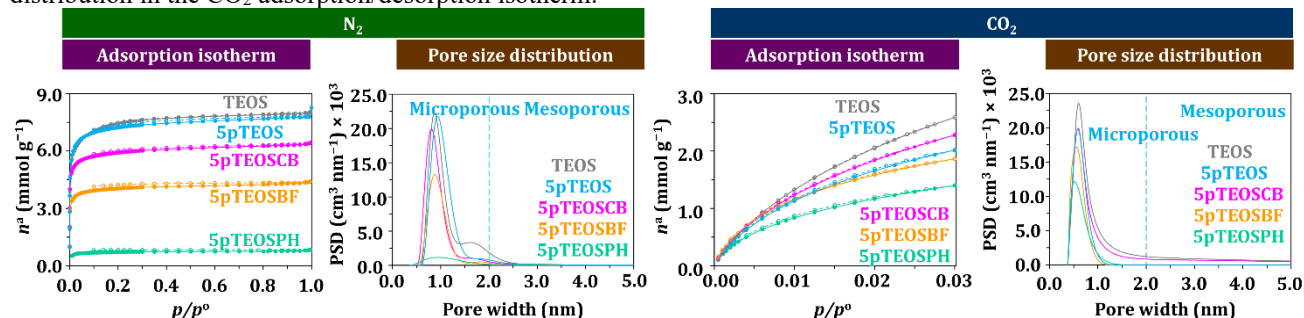 distribution in the CO₂ adsorption/desorption isotherm.
N₂
CO₂
Adsorption isotherm
Pore size distribution
Adsorption isotherm
Pore size distribution
9.0
6.0
3.0
0.0
nᵃ (mmol g⁻¹)
TEOS
5pTEOS
5pTEOSCB
5pTEOSBF
5pTEOSPH
0.0 0.2 0.4 0.6 0.8 1.0
p/pº
25.0
20.0
15.0
10.0
5.0
0.0
PSD (cm³ nm⁻¹) × 10³
Microporous Mesoporous
TEOS
5pTEOS
5pTEOSCB
5pTEOSBF
5pTEOSPH
0.0 1.0 2.0 3.0 4.0 5.0
Pore width (nm)
3.0
2.0
1.0
0.0
nᵃ (mmol g⁻¹)
TEOS
5pTEOS
5pTEOSCB
5pTEOSBF
5pTEOSPH
0.0 0.01 0.02 0.03
p/pº
25.0
20.0
15.0
10.0
5.0
0.0
PSD (cm³ nm⁻¹) × 10³
Mesoporous
Microporous
TEOS
5pTEOS
5pTEOSCB
5pTEOSBF
5pTEOSPH
0.0 1.0 2.0 3.0 4.0 5.0
Pore width (nm)